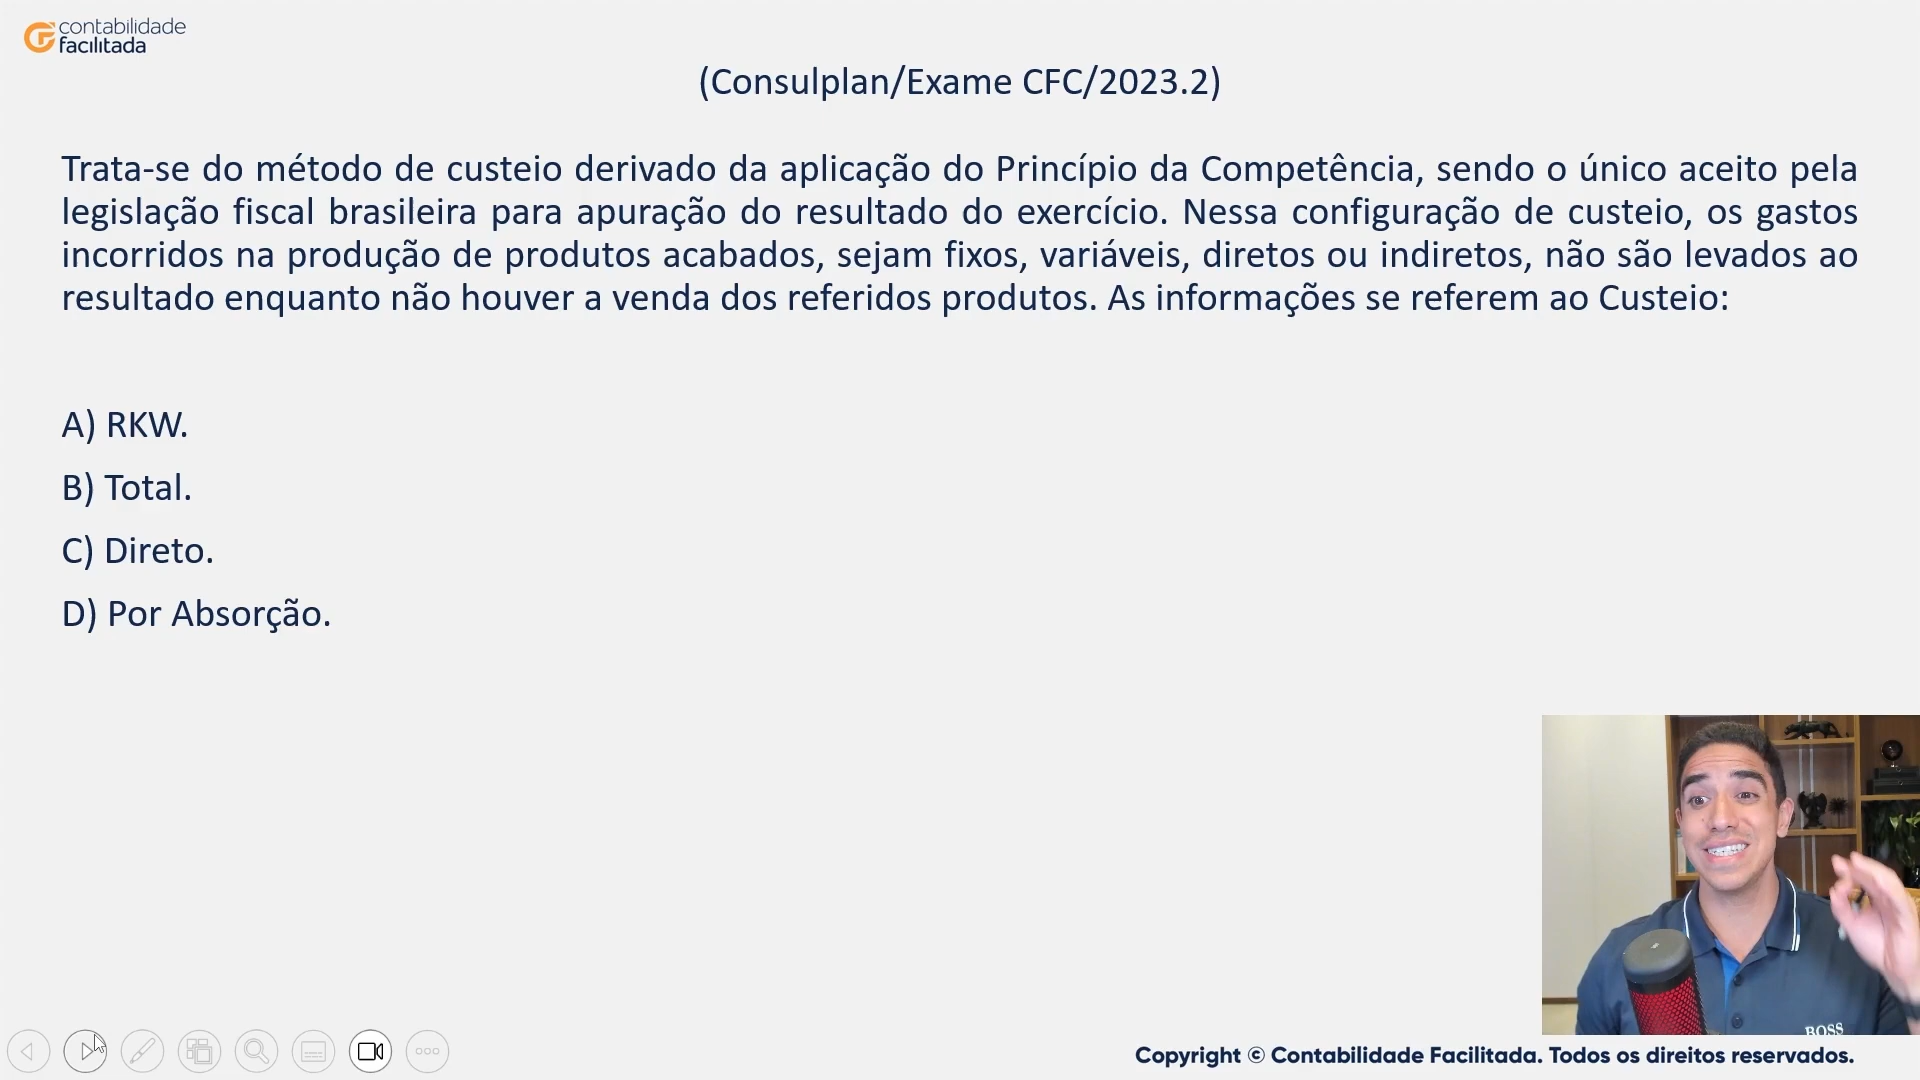 contabilidade
facilitada
(Consulplan/Exame CFC/2023.2)
Trata-se do método de custeio derivado da aplicação do Princípio da Competência, sendo o único aceito pela
legislação fiscal brasileira para apuração do resultado do exercício. Nessa configuração de custeio, os gastos
incorridos na produção de produtos acabados, sejam fixos, variáveis, diretos ou indiretos, não são levados ao
resultado enquanto não houver a venda dos referidos produtos. As informações se referem ao Custeio:
A) RKW.
B) Total.
C) Direto.
D) Por Absorção.
BOSS
Copyright © Contabilidade Facilitada. Todos os direitos reservados.